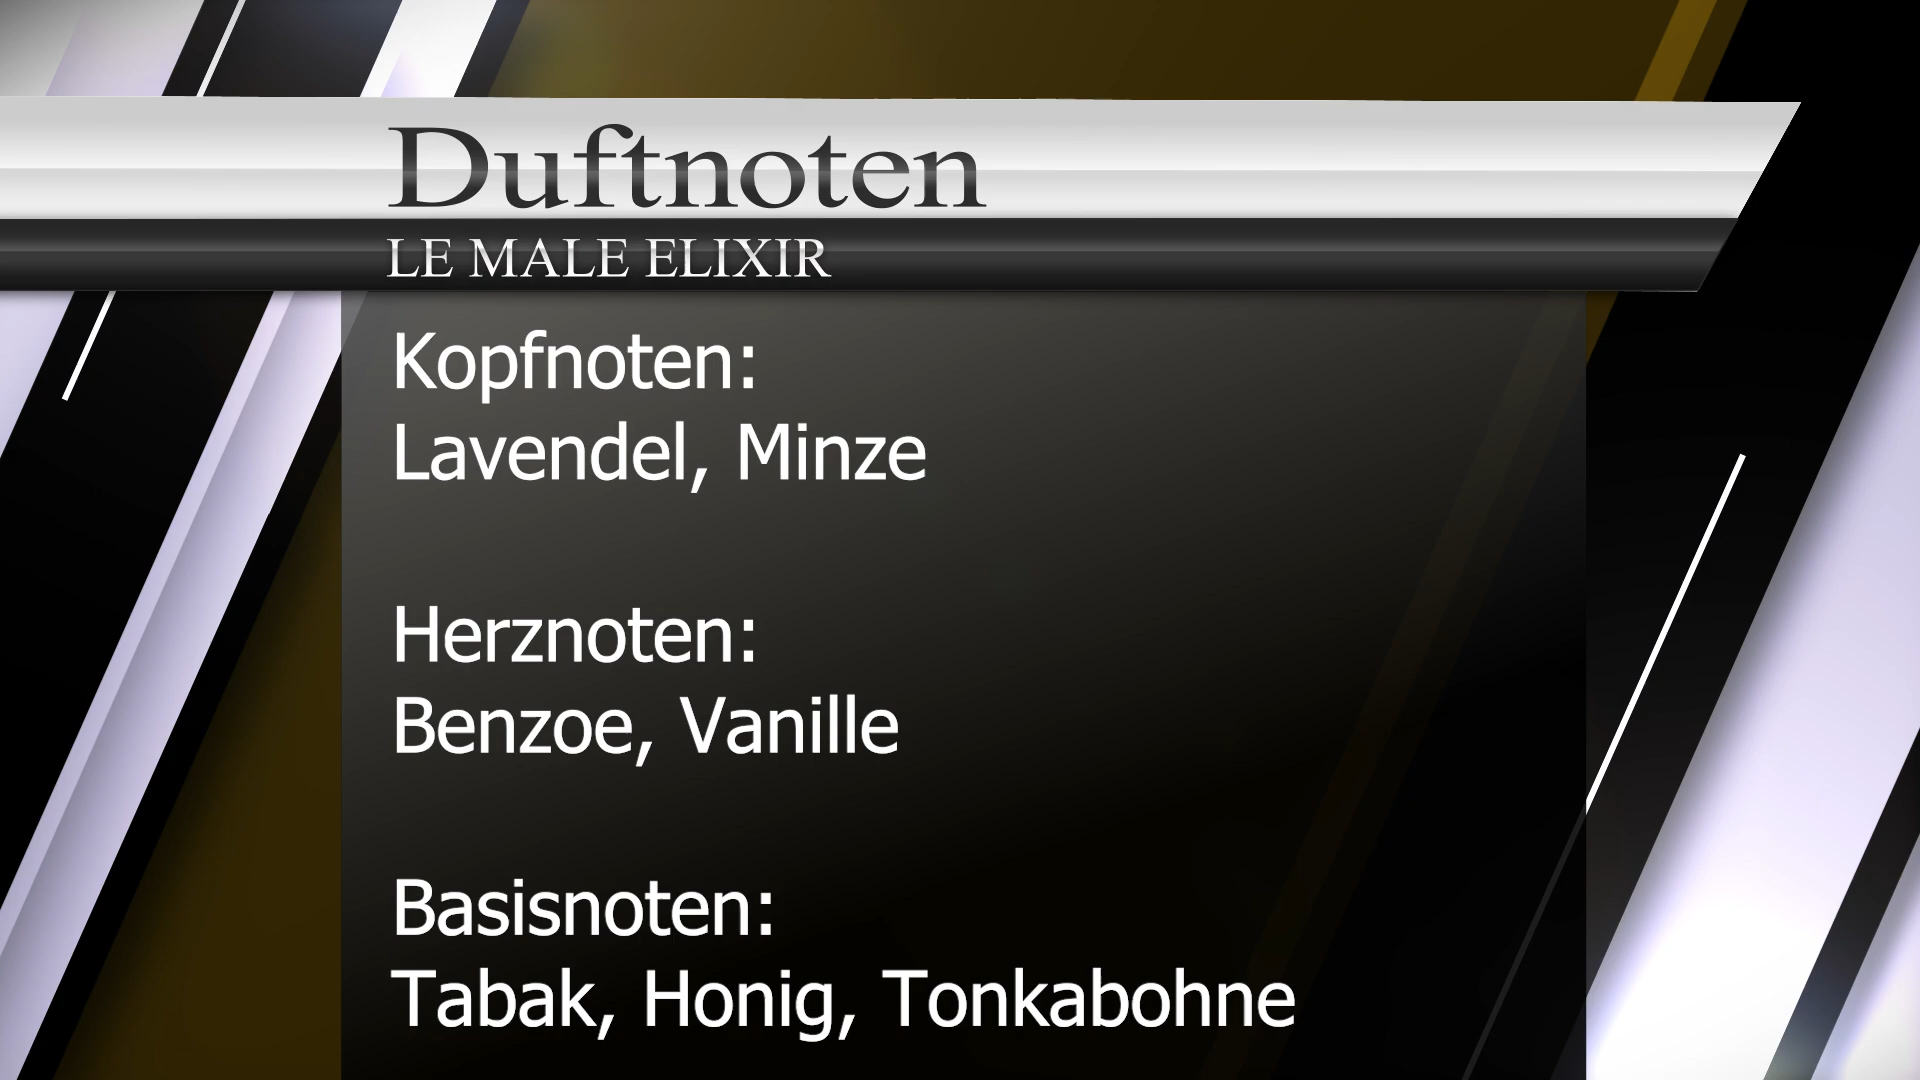 Duftnoten
LE MALE ELIXIR
Kopfnoten:
Lavendel, Minze
Herznoten:
Benzoe, Vanille
Basisnoten:
Tabak, Honig, Tonkabohne